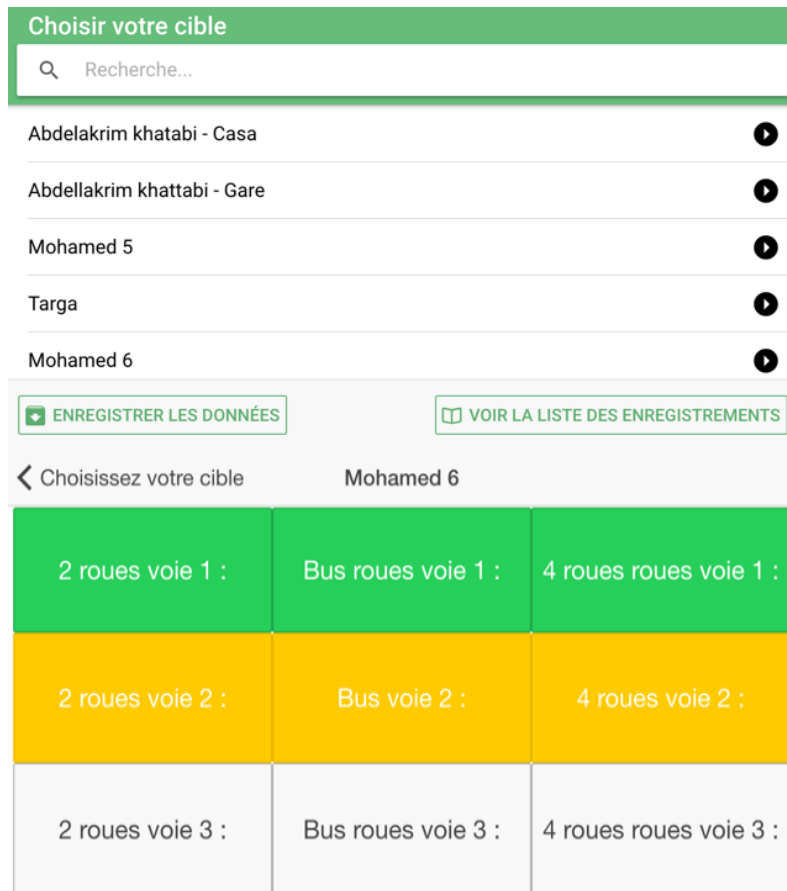 Choisir votre cible
Recherche...
Abdelakrim khatabi - Casa
Abdellakrim khattabi - Gare
Mohamed 5
Targa
Mohamed 6
ENREGISTRER LES DONNÉES
VOIR LA LISTE DES ENREGISTREMENTS
Choisissez votre cible
Mohamed 6
2 roues voie 1 :
Bus roues voie 1 :
4 roues roues voie 1 :
2 roues voie 2 :
Bus voie 2 :
4 roues voie 2 :
2 roues voie 3 :
Bus roues voie 3 :
4 roues roues voie 3 :